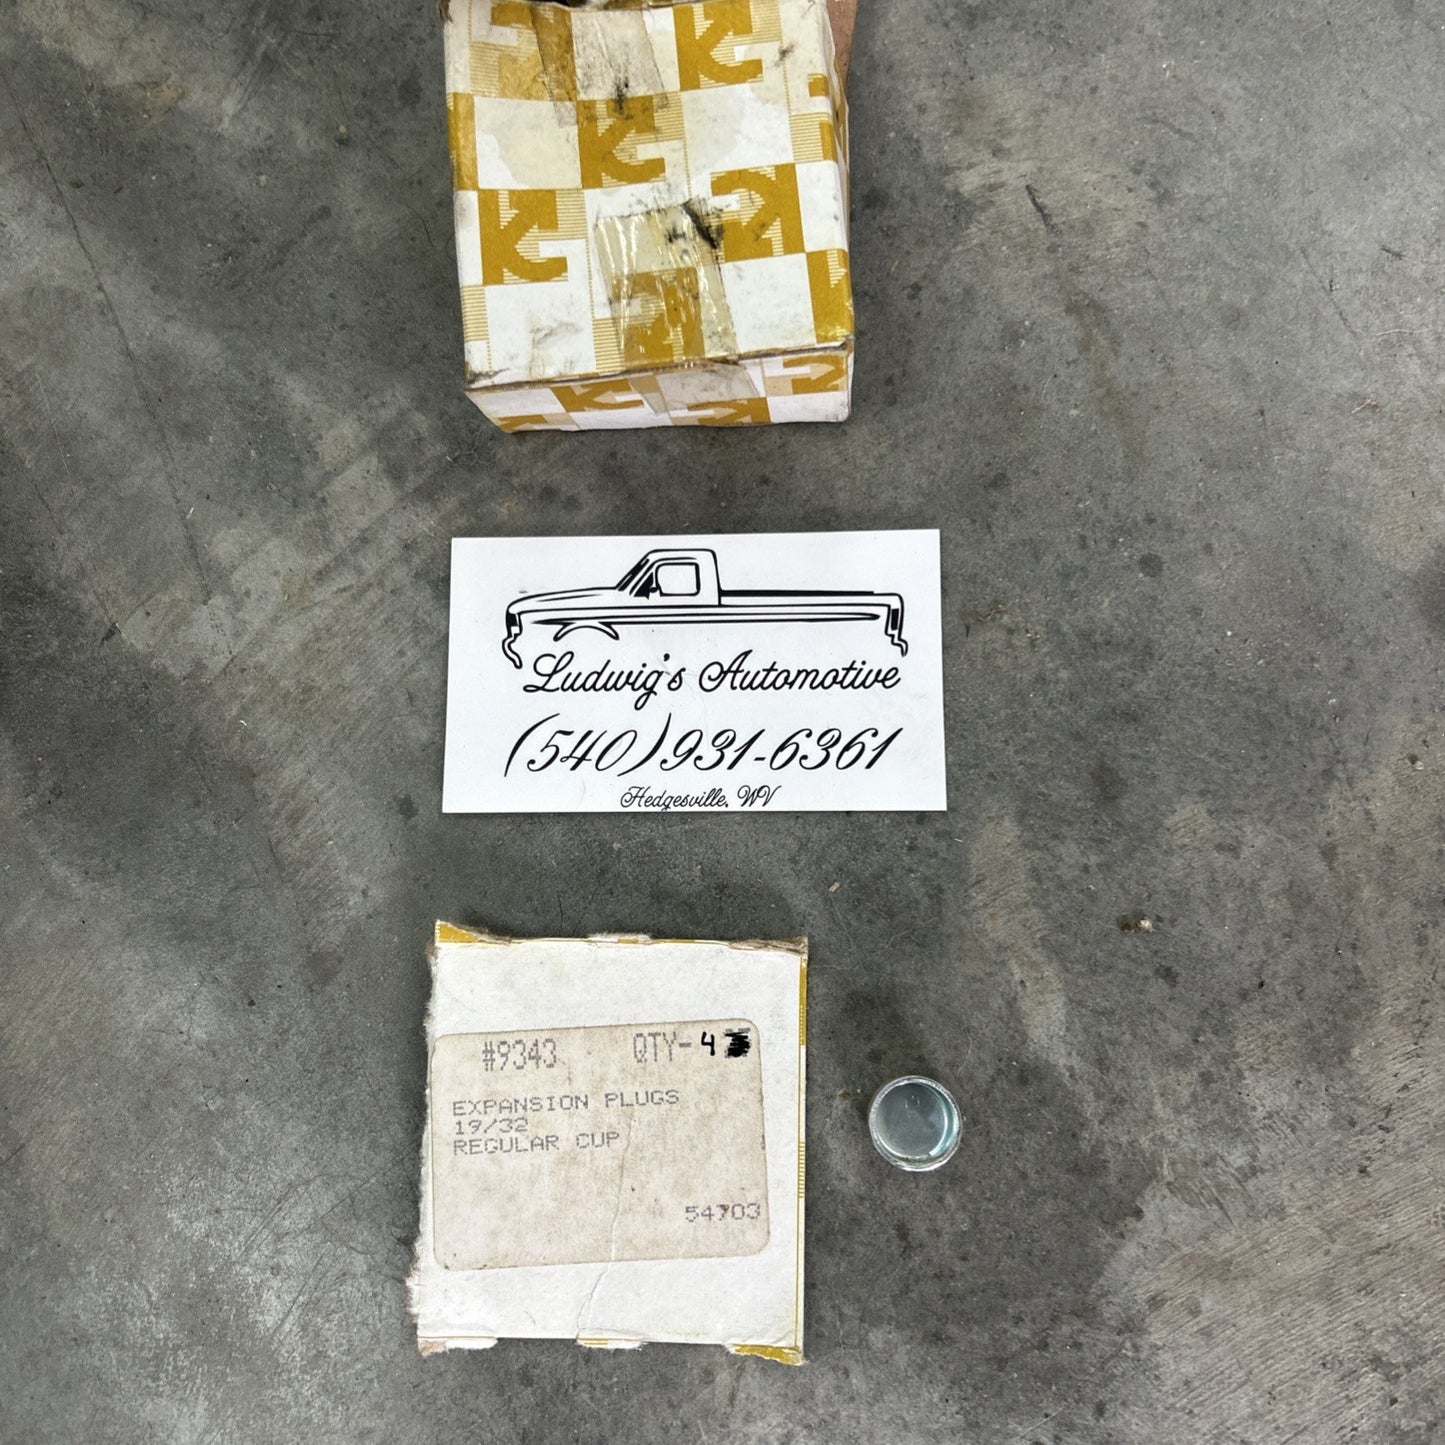 Ludwig's Automotive
(540)931-6361
Hedgesville, WV
#9343 QTY-4
EXPANSION PLUGS
19/32
REGULAR CUP
54703